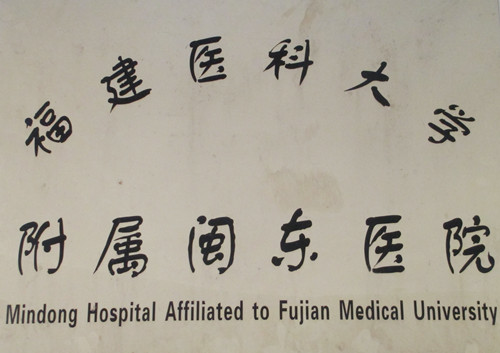 福建医科大学
附属闽东医院
Mindong Hospital Affiliated to Fujian Medical University